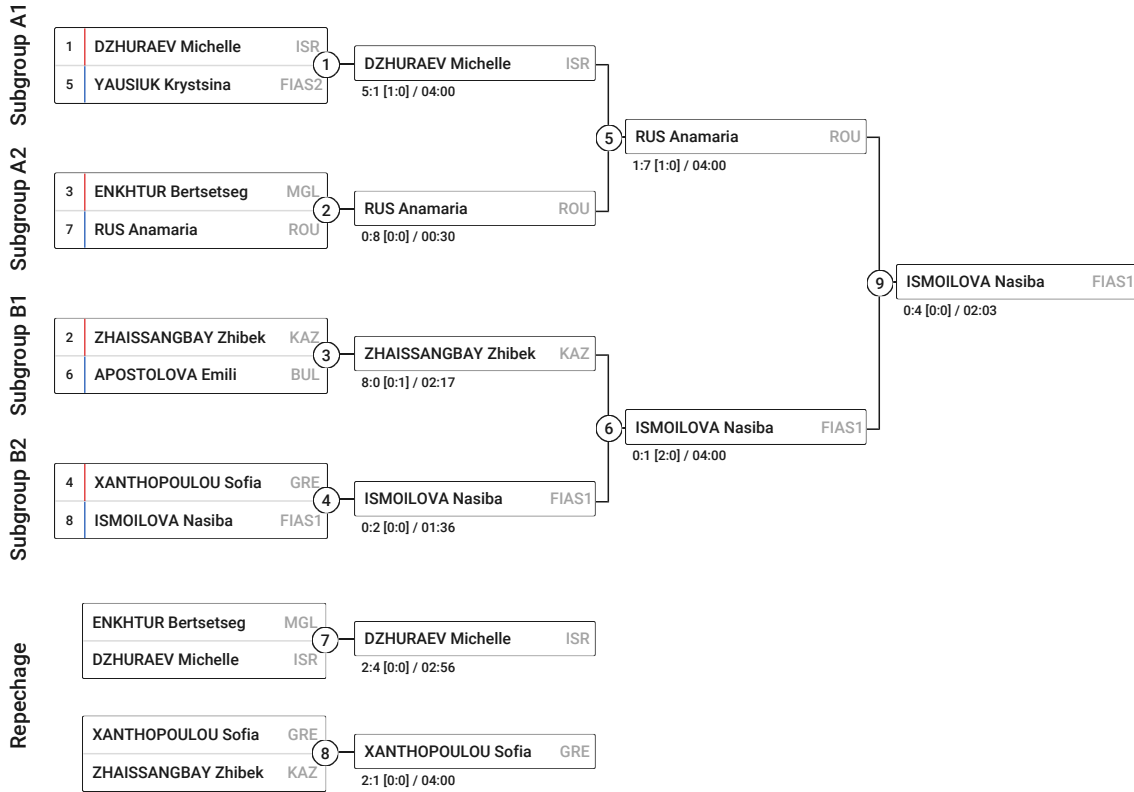 Subgroup A1
1 DZHURAEV Michelle ISR
5 YAUSIUK Krystsina FIAS2
1
DZHURAEV Michelle ISR
5:1 [1:0] / 04:00
Subgroup A2
3 ENKHTUR Bertsetseg MGL
7 RUS Anamaria ROU
2
RUS Anamaria ROU
0:8 [0:0] / 00:30
5
RUS Anamaria ROU
1:7 [1:0] / 04:00
Subgroup B1
2 ZHAISSANGBAY Zhibek KAZ
6 APOSTOLOVA Emili BUL
3
ZHAISSANGBAY Zhibek KAZ
8:0 [0:1] / 02:17
Subgroup B2
4 XANTHOPOULOU Sofia GRE
8 ISMOILOVA Nasiba FIAS1
4
ISMOILOVA Nasiba FIAS1
0:2 [0:0] / 01:36
6
ISMOILOVA Nasiba FIAS1
0:1 [2:0] / 04:00
9
ISMOILOVA Nasiba FIAS1
0:4 [0:0] / 02:03
Repechage
ENKHTUR Bertsetseg MGL
DZHURAEV Michelle ISR
7
DZHURAEV Michelle ISR
2:4 [0:0] / 02:56
XANTHOPOULOU Sofia GRE
ZHAISSANGBAY Zhibek KAZ
8
XANTHOPOULOU Sofia GRE
2:1 [0:0] / 04:00